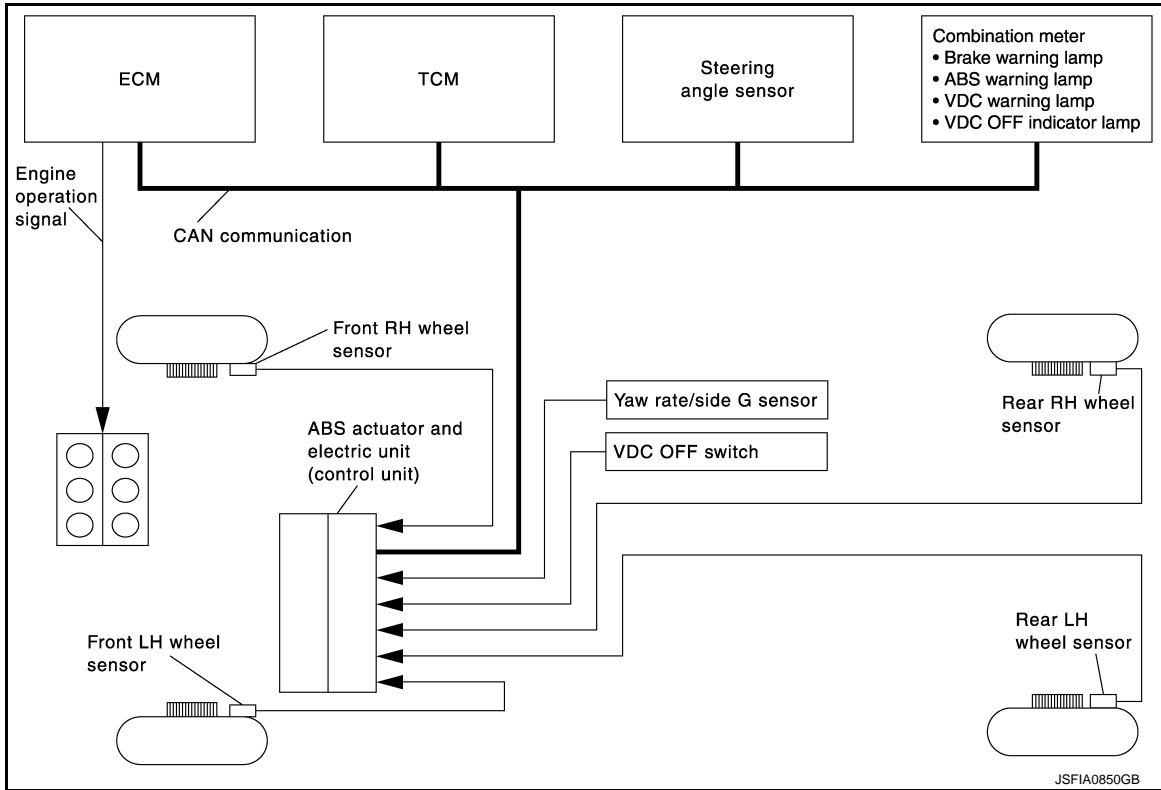 ECM
TCM
Steering
angle sensor
Combination meter
• Brake warning lamp
• ABS warning lamp
• VDC warning lamp
• VDC OFF indicator lamp
Engine
operation
signal
CAN communication
Front RH wheel
sensor
Yaw rate/side G sensor
Rear RH wheel
sensor
ABS actuator and
electric unit
(control unit)
VDC OFF switch
Front LH wheel
sensor
Rear LH
wheel sensor
JSFIA0850GB